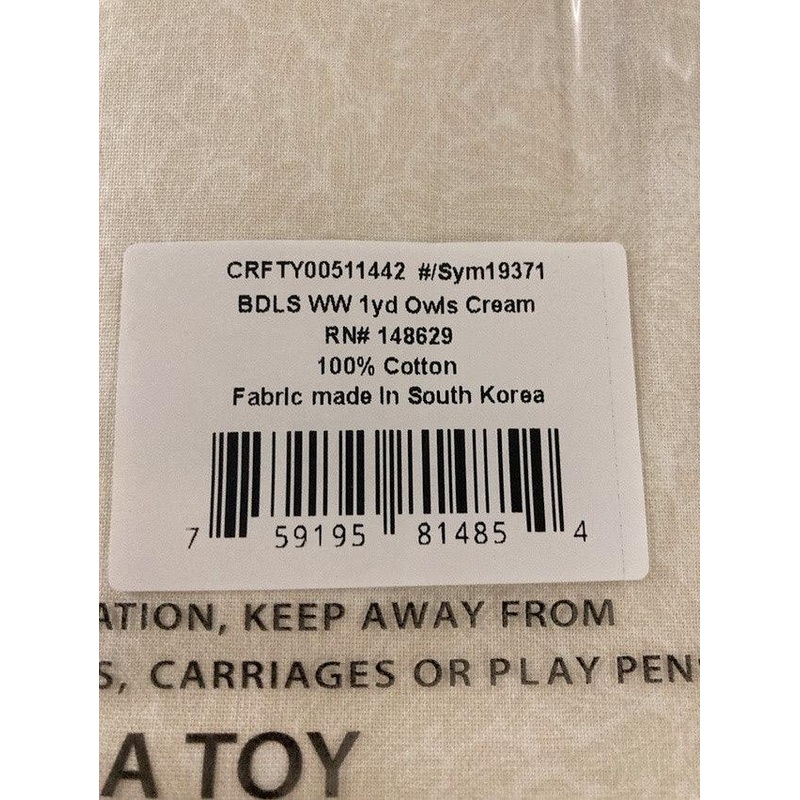 CRFTY00511442 #/Sym19371
BDLS WW 1yd Owls Cream
RN# 148629
100% Cotton
Fabric made in South Korea
7 59195 81485 4
ATION, KEEP AWAY FROM
S, CARRIAGES OR PLAY PEN
A TOY